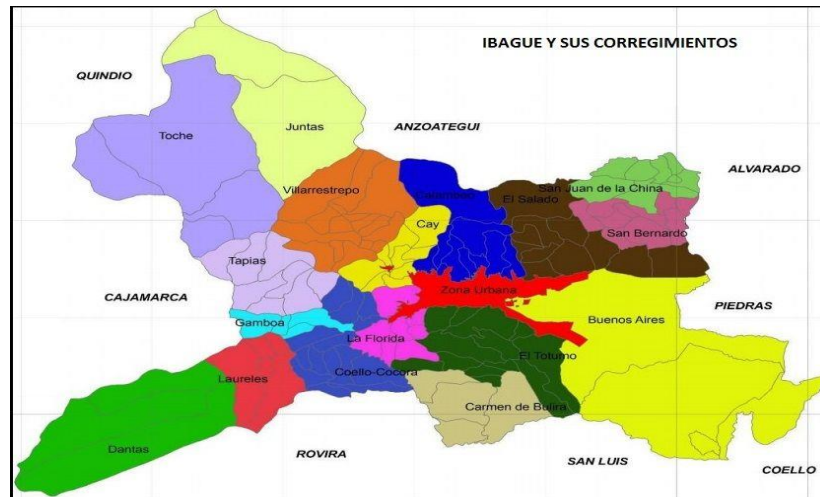 IBAGUE Y SUS CORREGIMIENTOS
QUINDIO
Toche
Juntas
ANZOATEGUI
ALVARADO
Villarrestrepo
Calambeo
El Salado
San Juan de la China
Cay
San Bernardo
Tapias
CAJAMARCA
Zona Urbana
Buenos Aires
PIEDRAS
Gamboa
La Florida
El Totumo
Laureles
Coello-Cocora
Carmen de Bulira
Dantas
ROVIRA
SAN LUIS
COELLO